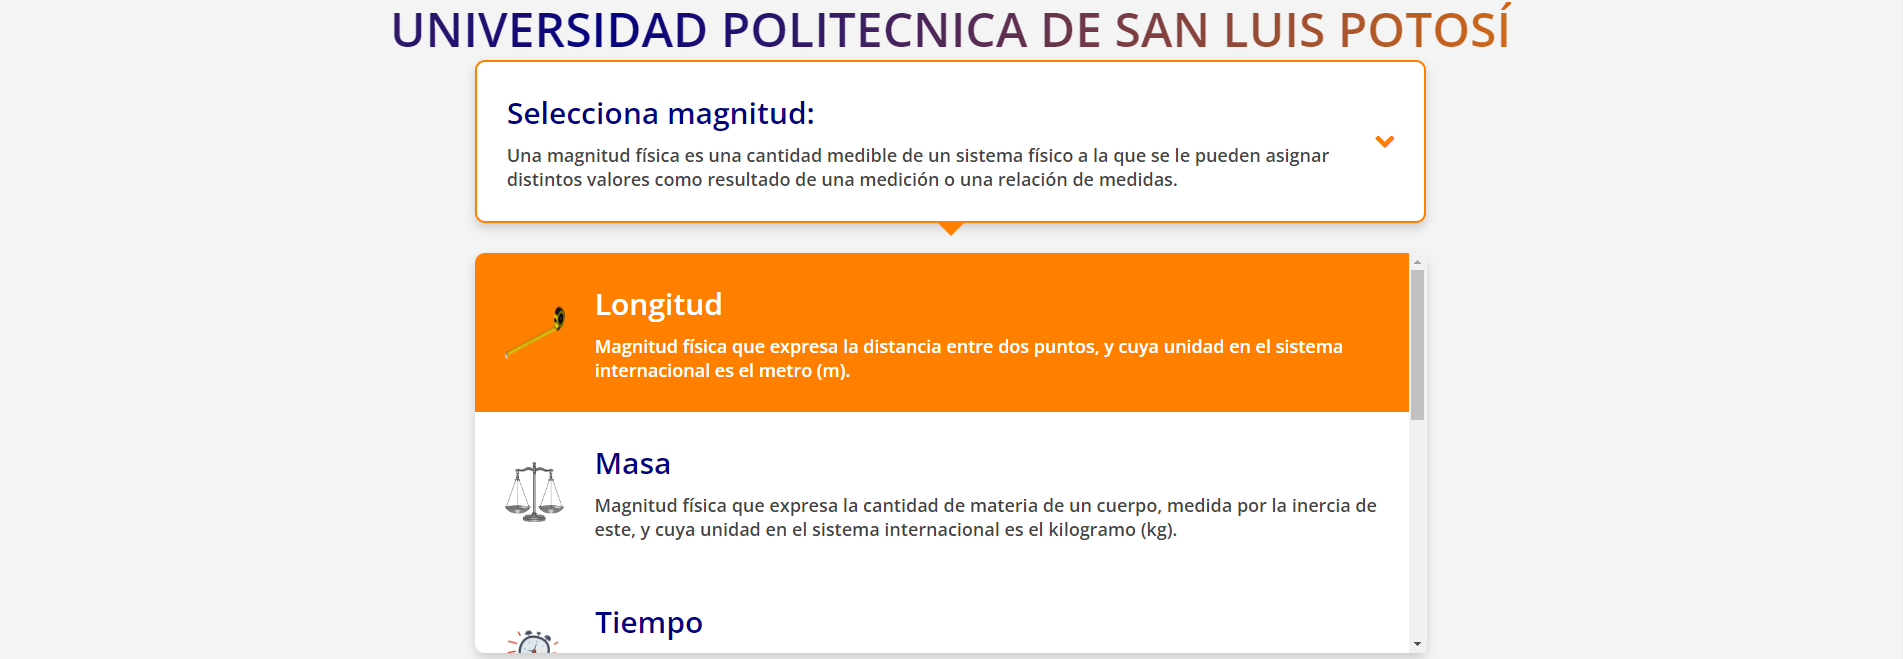 UNIVERSIDAD POLITECNICA DE SAN LUIS POTOSÍ
Selecciona magnitud:
Una magnitud física es una cantidad medible de un sistema físico a la que se le pueden asignar
distintos valores como resultado de una medición o una relación de medidas.
Longitud
Magnitud física que expresa la distancia entre dos puntos, y cuya unidad en el sistema
internacional es el metro (m).
Masa
Magnitud física que expresa la cantidad de materia de un cuerpo, medida por la inercia de
este, y cuya unidad en el sistema internacional es el kilogramo (kg).
Tiempo